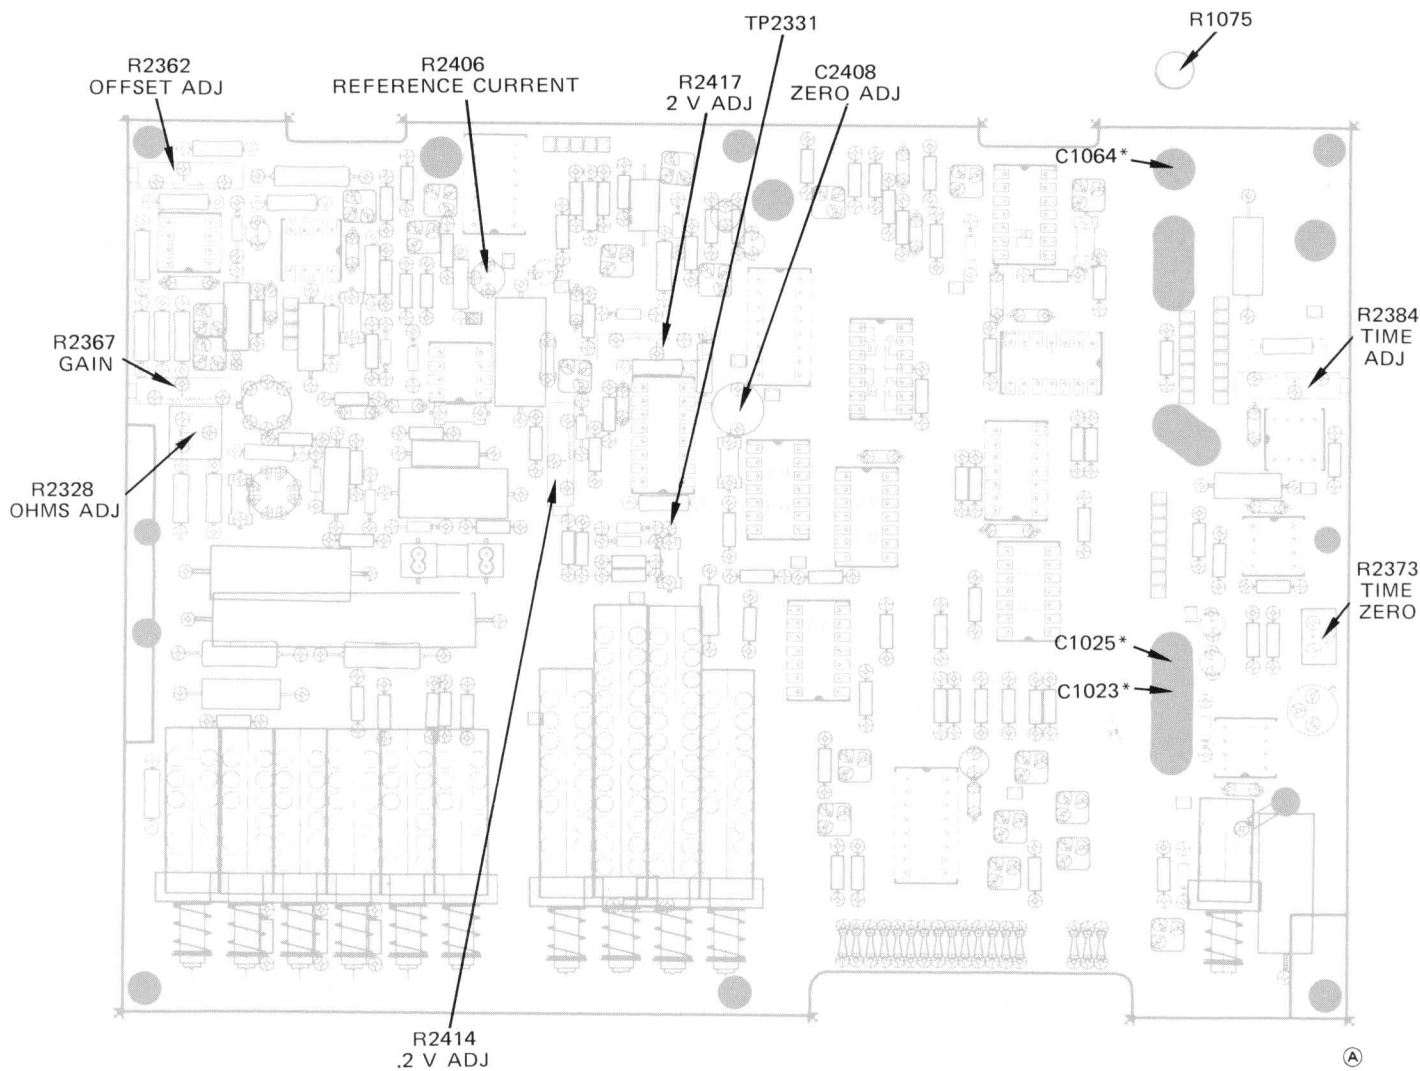 TP2331
R1075
R2362
OFFSET ADJ
R2406
REFERENCE CURRENT
R2417
2 V ADJ
C2408
ZERO ADJ
C1064*
R2367
GAIN
R2384
TIME
ADJ
R2328
OHMS ADJ
R2373
TIME
ZERO
C1025*
C1023*
R2414
.2 V ADJ
A